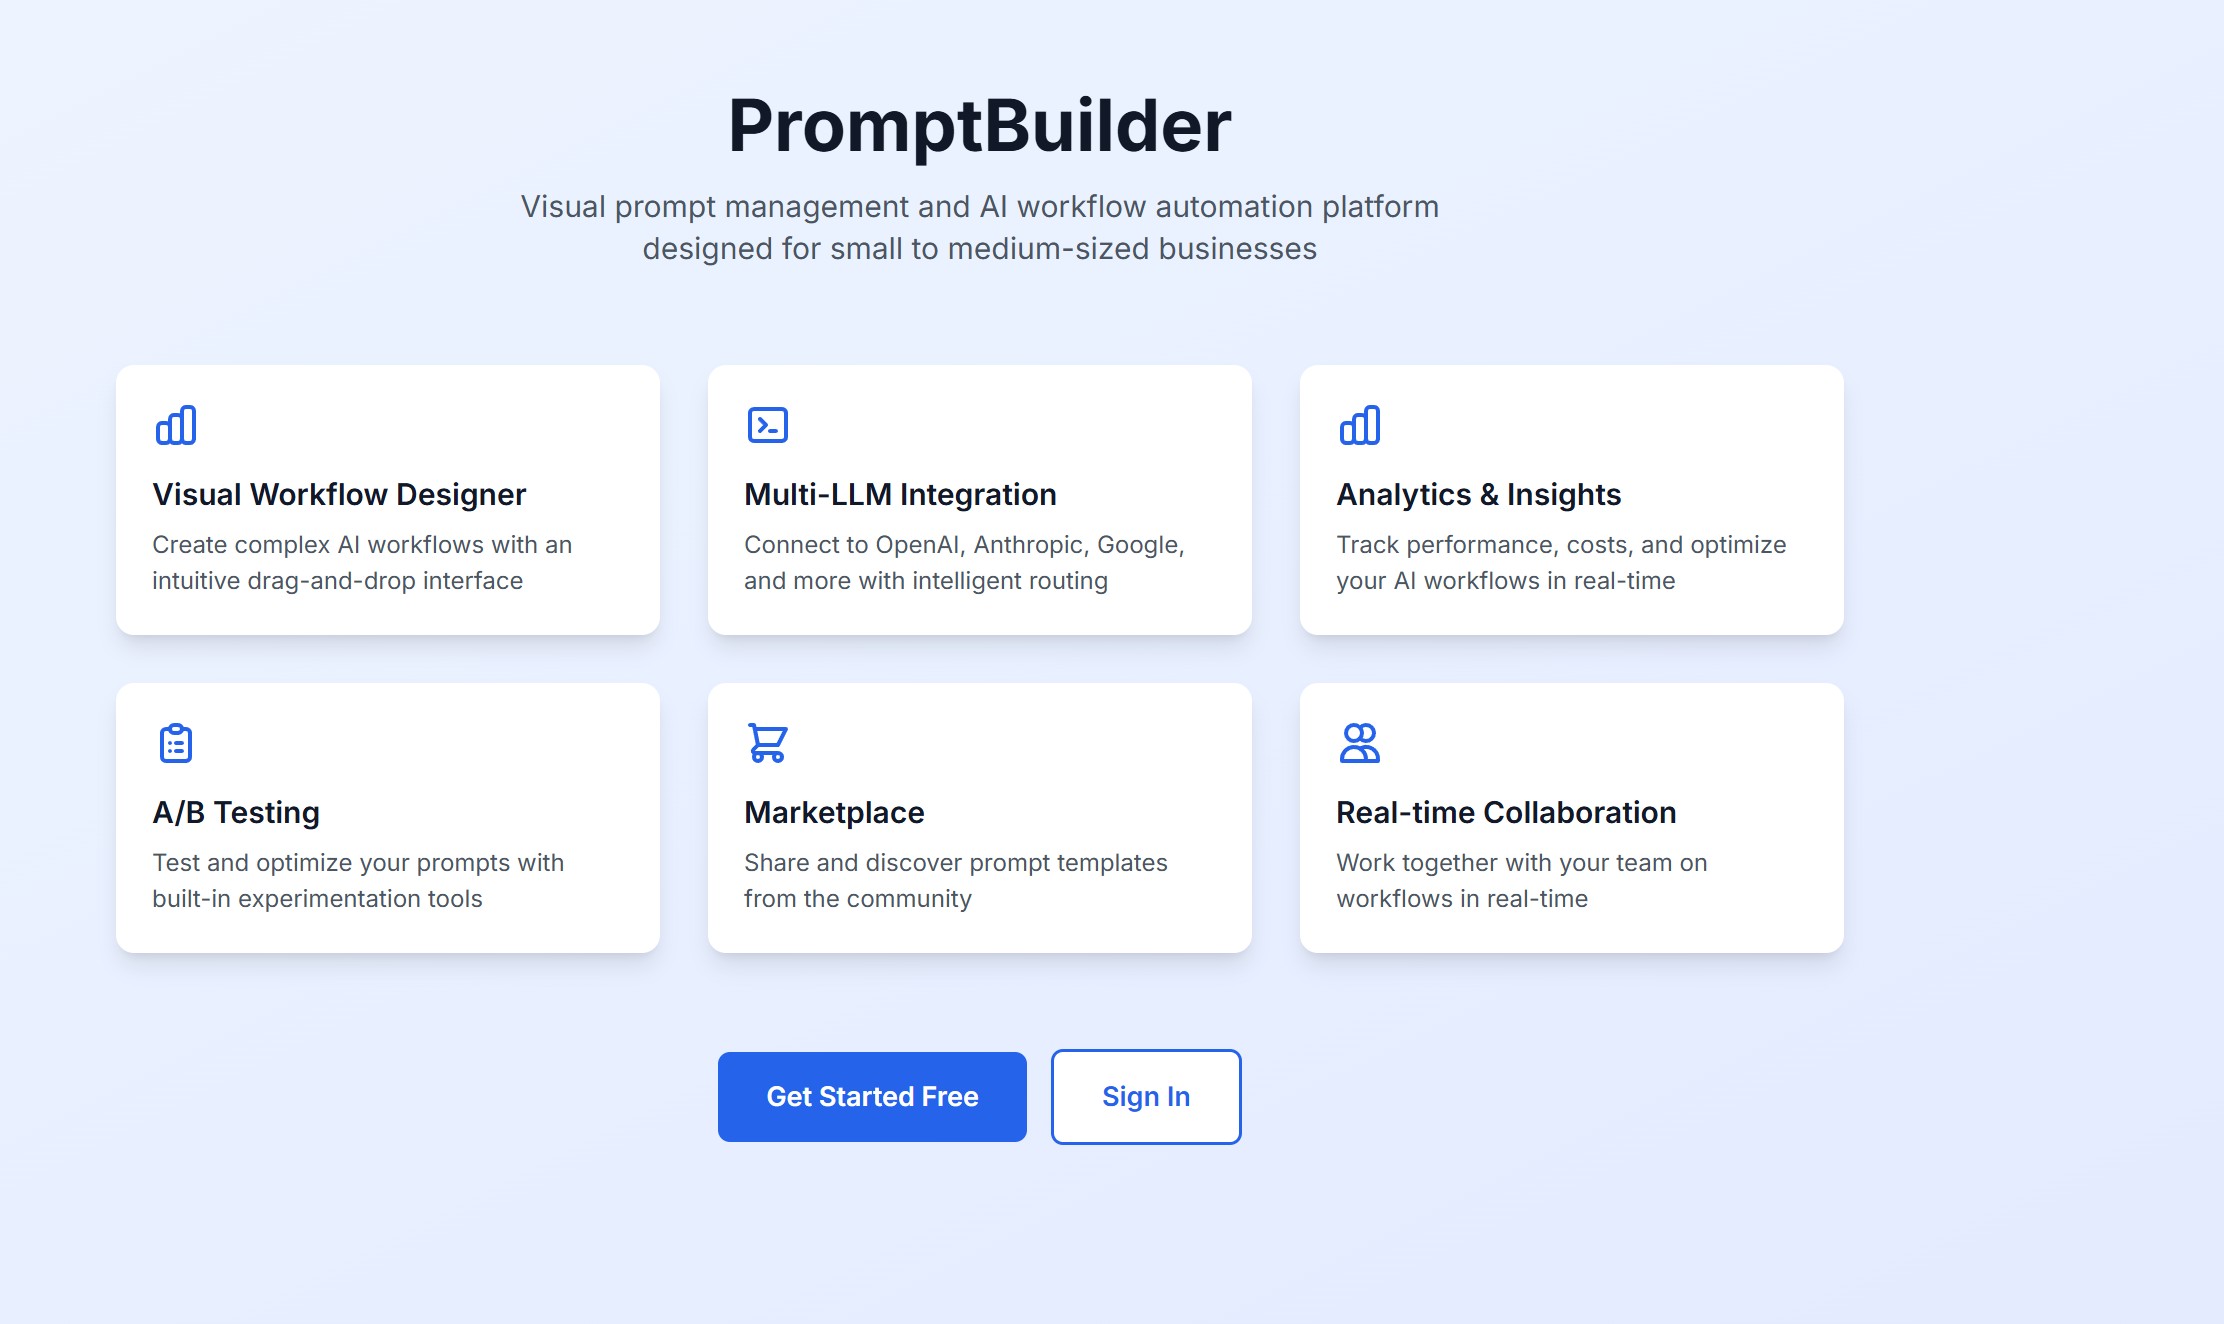 PromptBuilder
Visual prompt management and AI workflow automation platform
designed for small to medium-sized businesses
Visual Workflow Designer
Create complex AI workflows with an
intuitive drag-and-drop interface
Multi-LLM Integration
Connect to OpenAI, Anthropic, Google,
and more with intelligent routing
Analytics & Insights
Track performance, costs, and optimize
your AI workflows in real-time
A/B Testing
Test and optimize your prompts with
built-in experimentation tools
Marketplace
Share and discover prompt templates
from the community
Real-time Collaboration
Work together with your team on
workflows in real-time
Get Started Free
Sign In